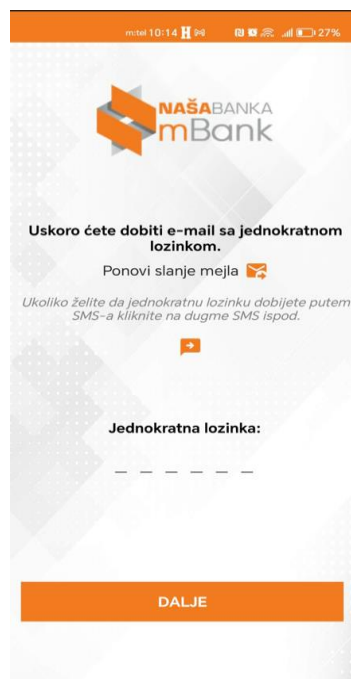 m:tel 10:14 27%
NAŠABANKA
mBank
Uskoro ćete dobiti e-mail sa jednokratnom
lozinkom.
Ponovi slanje mejla
Ukoliko želite da jednokratnu lozinku dobijete putem
SMS-a kliknite na dugme SMS ispod.
Jednokratna lozinka:
DALJE